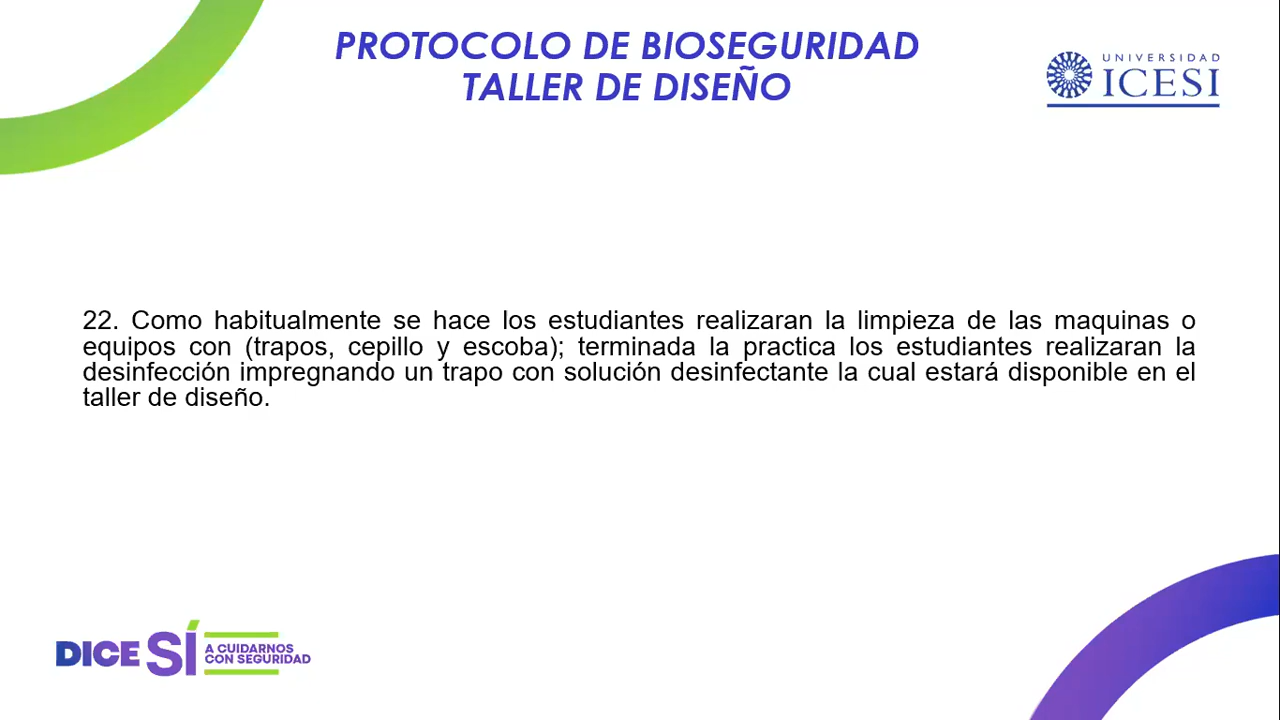 PROTOCOLO DE BIOSEGURIDAD
TALLER DE DISEÑO
UNIVERSIDAD
ICESI
22. Como habitualmente se hace los estudiantes realizaran la limpieza de las maquinas o
equipos con (trapos, cepillo y escoba); terminada la practica los estudiantes realizaran la
desinfección impregnando un trapo con solución desinfectante la cual estará disponible en el
taller de diseño.
DICE SÍ
A CUIDARNOS
CON SEGURIDAD